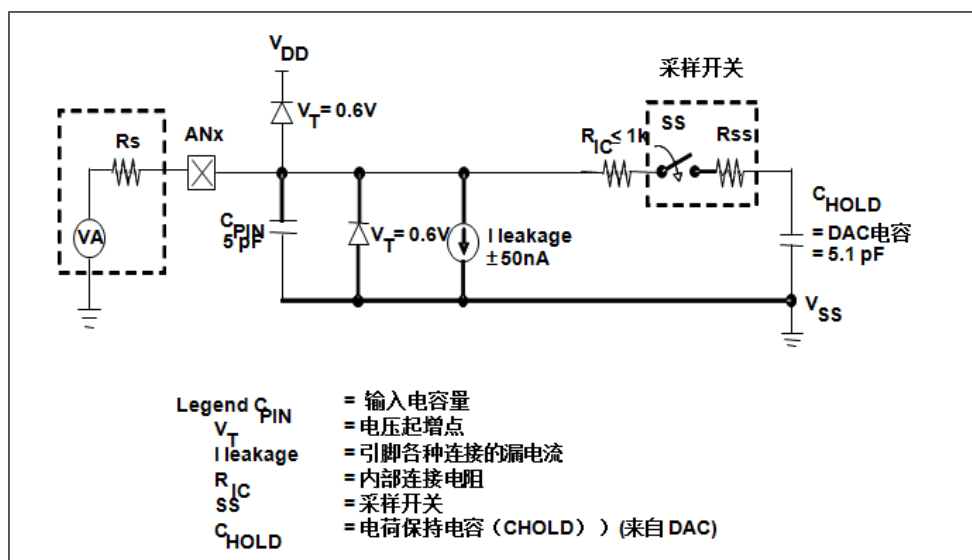 VDD
采样开关
VT = 0.6V
Rs
ANx
RIC ≤ 1k
SS
Rss
VA
CPIN
5 pF
VT = 0.6V
I leakage
±50nA
CHOLD
= DAC电容
= 5.1 pF
VSS
Legend CPIN = 输入电容量
VT = 电压起增点
I leakage = 引脚各种连接的漏电流
RIC = 内部连接电阻
SS = 采样开关
CHOLD = 电荷保持电容（CHOLD））(来自 DAC)